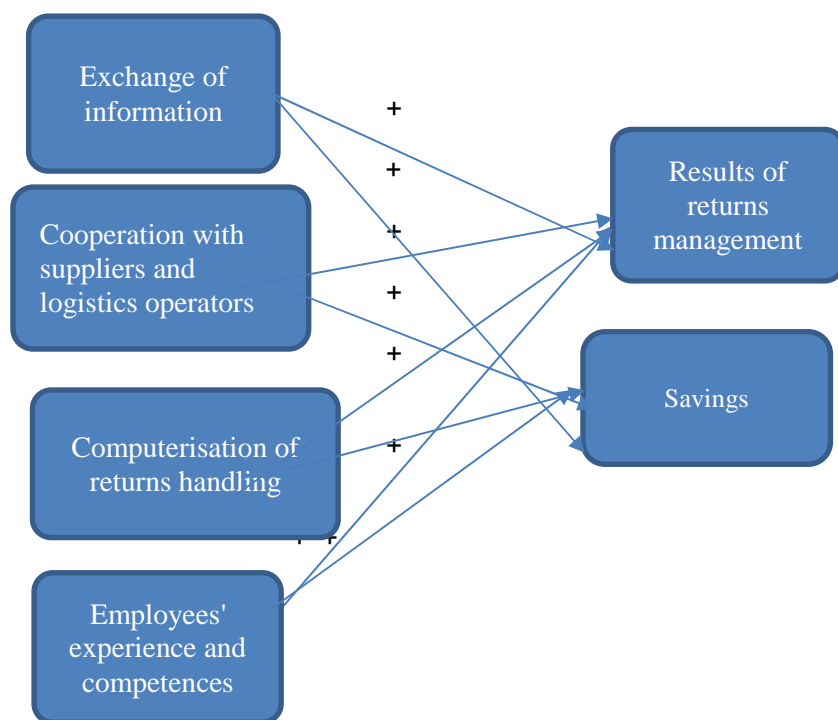 Exchange of
information
+
+
Results of
returns
management
Cooperation with
suppliers and
logistics operators
+
+
+
Savings
Computerisation of
returns handling
+
+ +
Employees'
experience and
competences